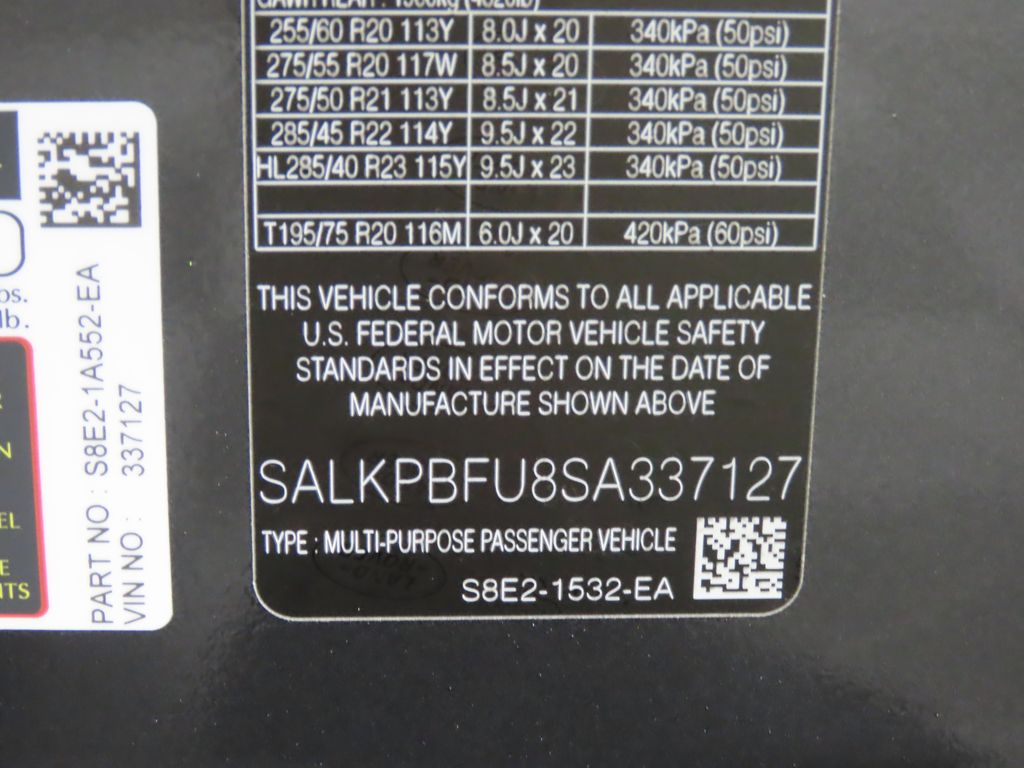 255/60 R20 113Y 8.0J x 20 340kPa (50psi)
275/55 R20 117W 8.5J x 20 340kPa (50psi)
275/50 R21 113Y 8.5J x 21 340kPa (50psi)
285/45 R22 114Y 9.5J x 22 340kPa (50psi)
HL285/40 R23 115Y 9.5J x 23 340kPa (50psi)
T195/75 R20 116M 6.0J x 20 420kPa (60psi)
THIS VEHICLE CONFORMS TO ALL APPLICABLE
U.S. FEDERAL MOTOR VEHICLE SAFETY
STANDARDS IN EFFECT ON THE DATE OF
MANUFACTURE SHOWN ABOVE
SALKPBFU8SA337127
TYPE : MULTI-PURPOSE PASSENGER VEHICLE
S8E2-1532-EA
PART NO : S8E2-1A552-EA
VIN NO : 337127
lb.